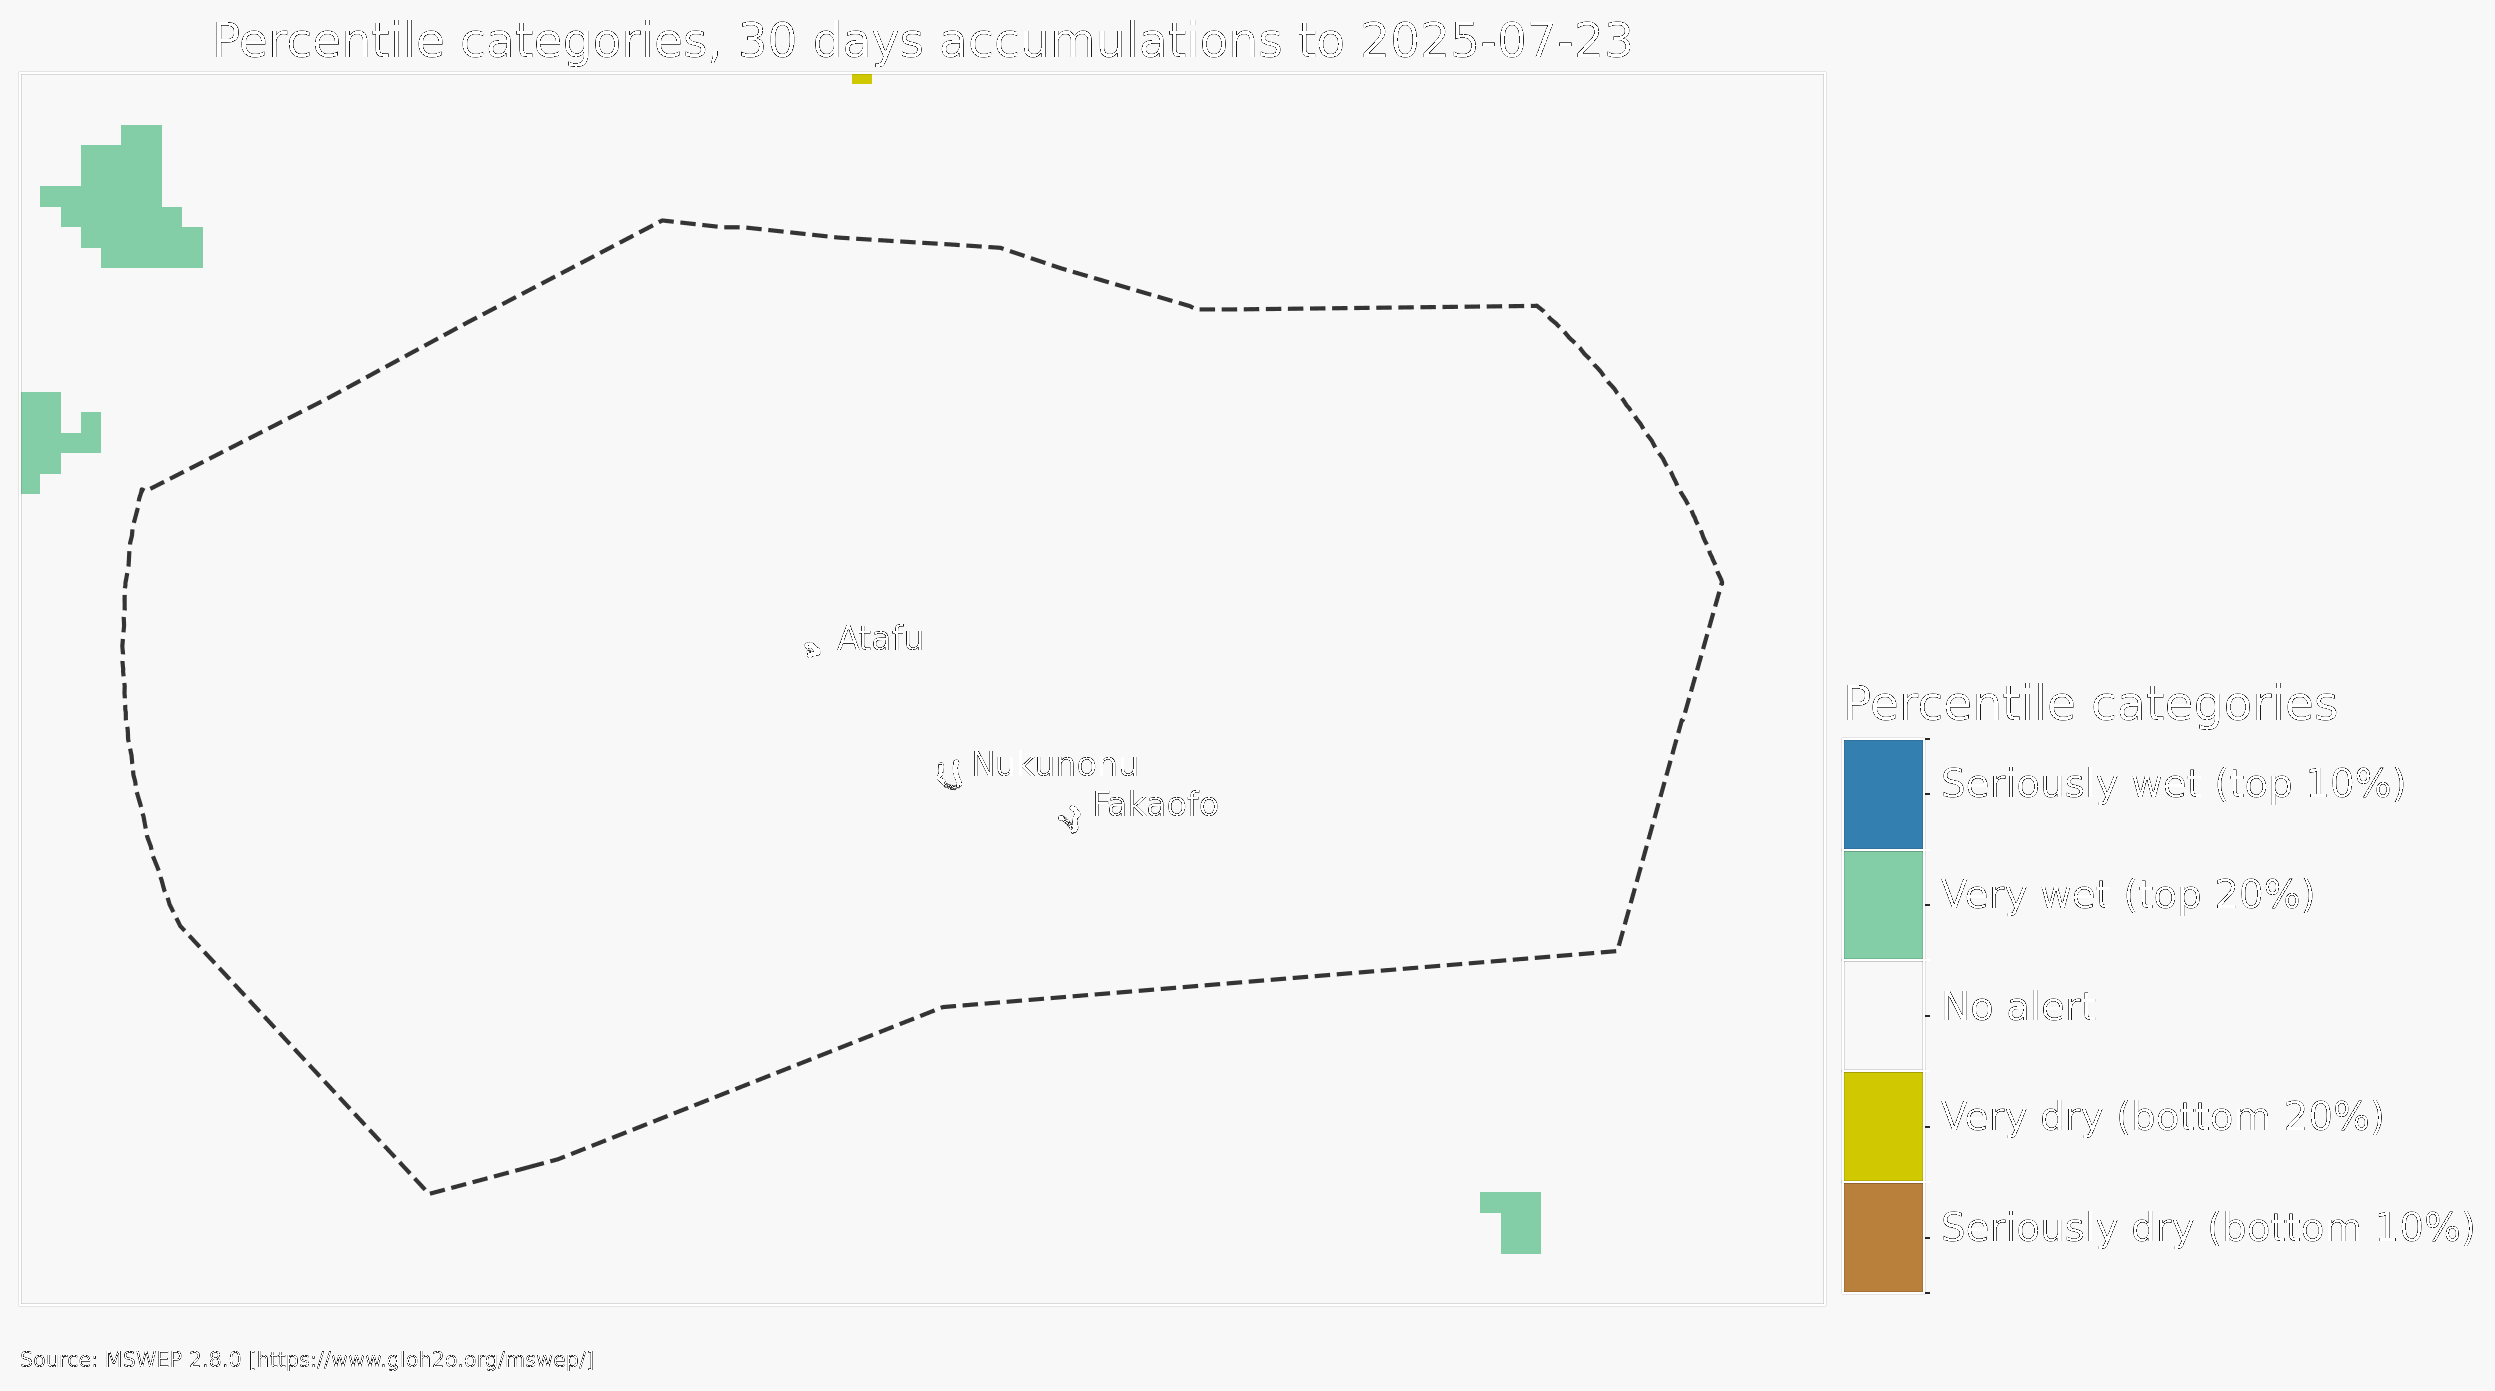 Percentile categories, 30 days accumulations to 2025-07-23
Atafu
Nukunonu
Fakaofo
Percentile categories
Seriously wet (top 10%)
Very wet (top 20%)
No alert
Very dry (bottom 20%)
Seriously dry (bottom 10%)
Source: MSWEP 2.8.0 [https://www.gloh2o.org/mswep/]